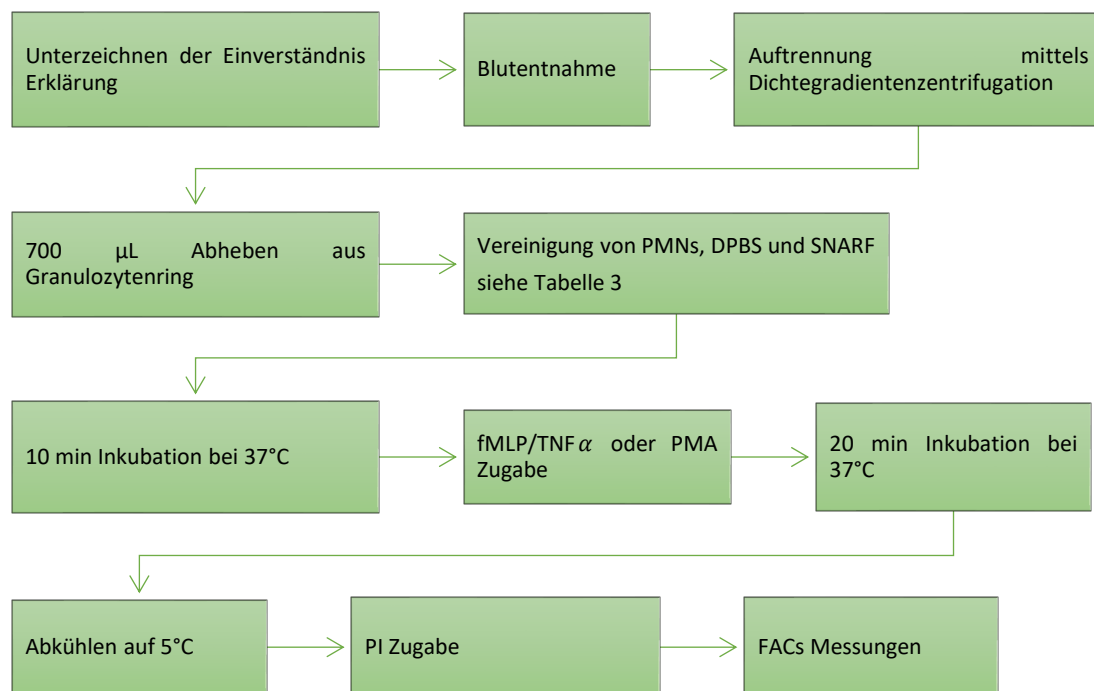 Unterzeichnen der Einverständnis
Erklärung
Blutentnahme
Auftrennung mittels
Dichtegradientenzentrifugation
700 µL Abheben aus
Granulozytenring
Vereinigung von PMNs, DPBS und SNARF
siehe Tabelle 3
10 min Inkubation bei 37°C
fMLP/TNF α oder PMA
Zugabe
20 min Inkubation bei
37°C
Abkühlen auf 5°C
PI Zugabe
FACs Messungen